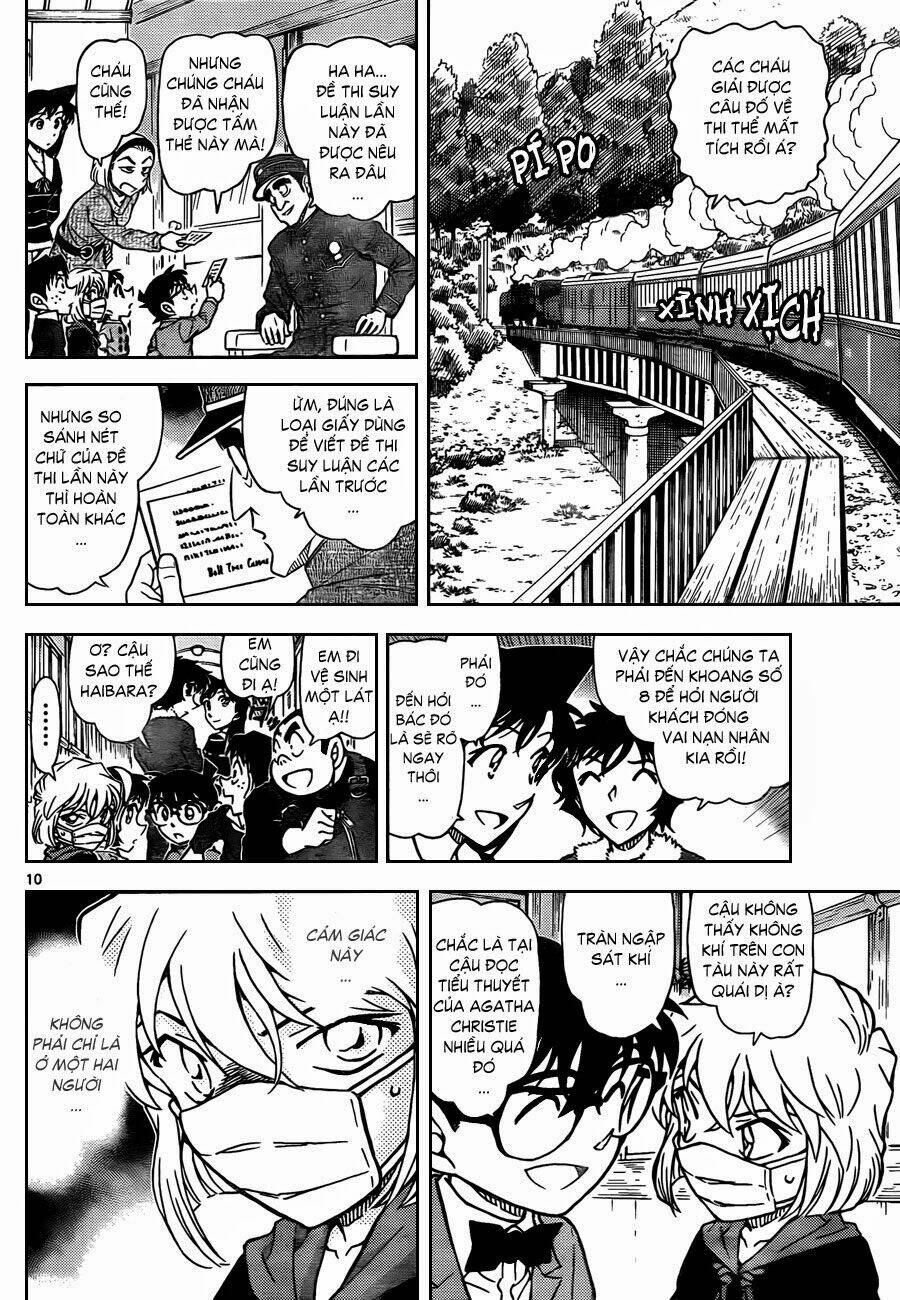 CÁC CHÁU
GIẢI ĐƯỢC
CÂU ĐỐ VỀ
THI THỂ MẤT
TÍCH RỒI Á?
PÍ PO
XÌNH XỊCH
HA HA...
ĐỀ THI SUY
LUẬN LẦN
NÀY ĐÃ
ĐƯỢC NÊU
RA ĐÂU
...
NHƯNG
CHÚNG CHÁU
ĐÃ NHẬN
ĐƯỢC TẤM
THẺ NÀY MÀ!
CHÁU
CŨNG
THẾ!
ỪM, ĐÚNG LÀ
LOẠI GIẤY DÙNG
ĐỂ VIẾT ĐỀ THI
SUY LUẬN CÁC
LẦN TRƯỚC
...
NHƯNG SO
SÁNH NÉT
CHỮ CỦA ĐỀ
THI LẦN NÀY
THÌ HOÀN
TOÀN KHÁC
...
Bell Tree
VẬY CHẮC CHÚNG TA
PHẢI ĐẾN KHOANG SỐ
8 ĐỂ HỎI NGƯỜI
KHÁCH ĐÓNG
VAI NẠN NHÂN
KIA RỒI!
PHẢI
ĐÓ
...
ĐẾN HỎI
BÁC ĐÓ
LÀ SẼ RÕ
NGAY
THÔI
...
EM ĐI
VỆ SINH
MỘT LÁT
Ạ!!
EM
CŨNG
ĐI Ạ!
Ơ? CẬU
SAO THẾ
HAIBARA?
......
10
CẬU KHÔNG
THẤY KHÔNG
KHÍ TRÊN CON
TÀU NÀY RẤT
QUÁI DỊ À?
TRÀN NGẬP
SÁT KHÍ
...
CHẮC LÀ TẠI
CẬU ĐỌC
TIỂU THUYẾT
CỦA AGATHA
CHRISTIE
NHIỀU QUÁ
ĐÓ
...
CẢM GIÁC
NÀY
...
KHÔNG
PHẢI CHỈ LÀ
Ở MỘT HAI
NGƯỜI
...